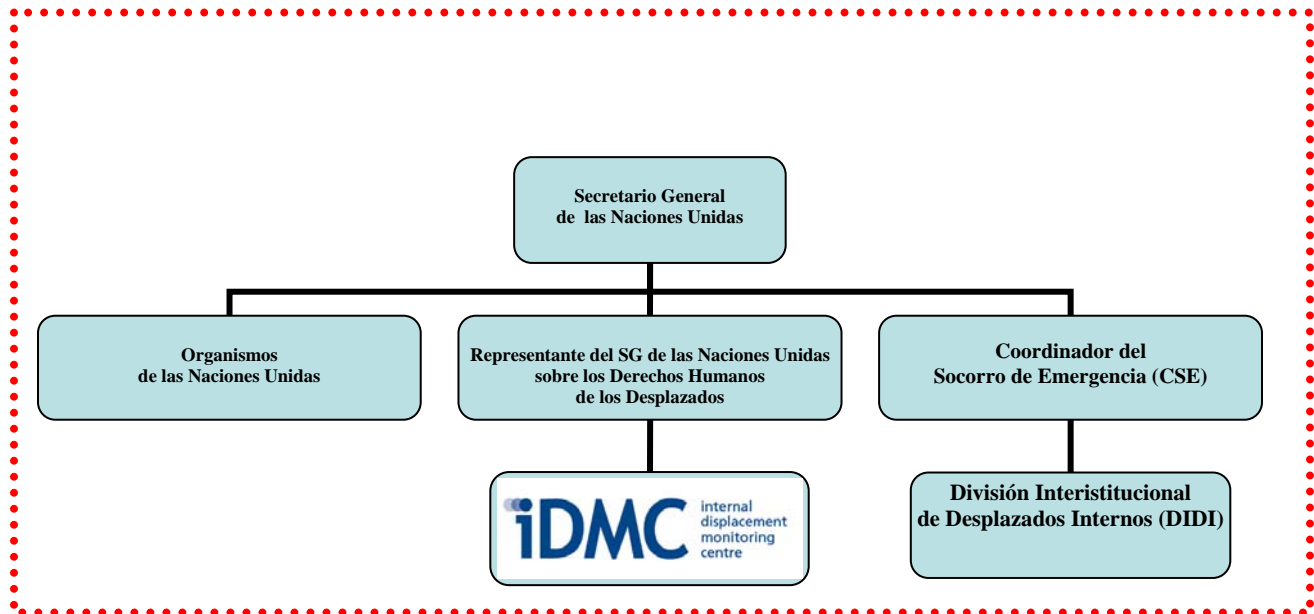 Secretario General
de las Naciones Unidas
Organismos
de las Naciones Unidas
Representante del SG de las Naciones Unidas
sobre los Derechos Humanos
de los Desplazados
Coordinador del
Socorro de Emergencia (CSE)
iDMC
internal
displacement
monitoring
centre
División Interistitucional
de Desplazados Internos (DIDI)